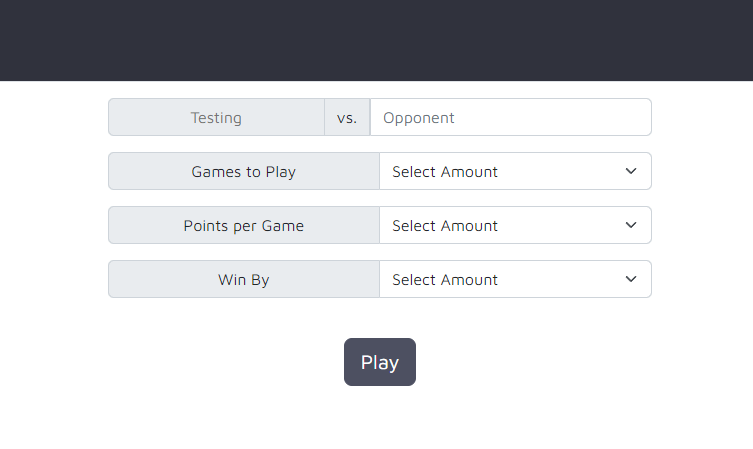 Testing vs. Opponent
Games to Play Select Amount
Points per Game Select Amount
Win By Select Amount
Play